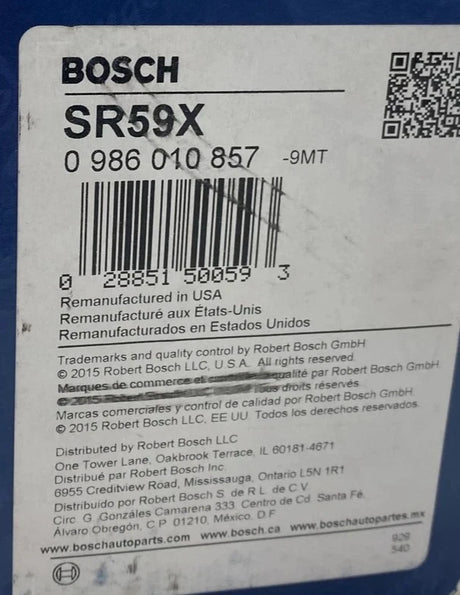 BOSCH
SR59X
0 986 010 857 -9MT
0 28851 50059 3
Remanufactured in USA
Remanufacturé aux États-Unis
Remanufacturados en Estados Unidos
Trademarks and quality control by Robert Bosch GmbH
© 2015 Robert Bosch LLC, U.S.A. All rights reserved.
Marques de commerce et qualité par Robert Bosch GmbH.
© 2015 Robert Tous droits réservés
Marcas comerciales y control de calidad por Robert Bosch GmbH.
© 2015 Robert Bosch LLC, EE UU. Todos los derechos reservados.
Distributed by Robert Bosch LLC
One Tower Lane, Oakbrook Terrace, IL 60181-4671
Distribué par Robert Bosch Inc.
6955 Creditview Road, Mississauga, Ontario L5N 1R1
Distribuido por Robert Bosch S. de R.L. de C.V.
Circ. G. Gonzáles Camarena 333. Centro de Cd. Santa Fé,
Álvaro Obregón, C.P. 01210, México. D.F.
www.boschautoparts.com www.bosch.ca www.boschautopartes.mx
928
540